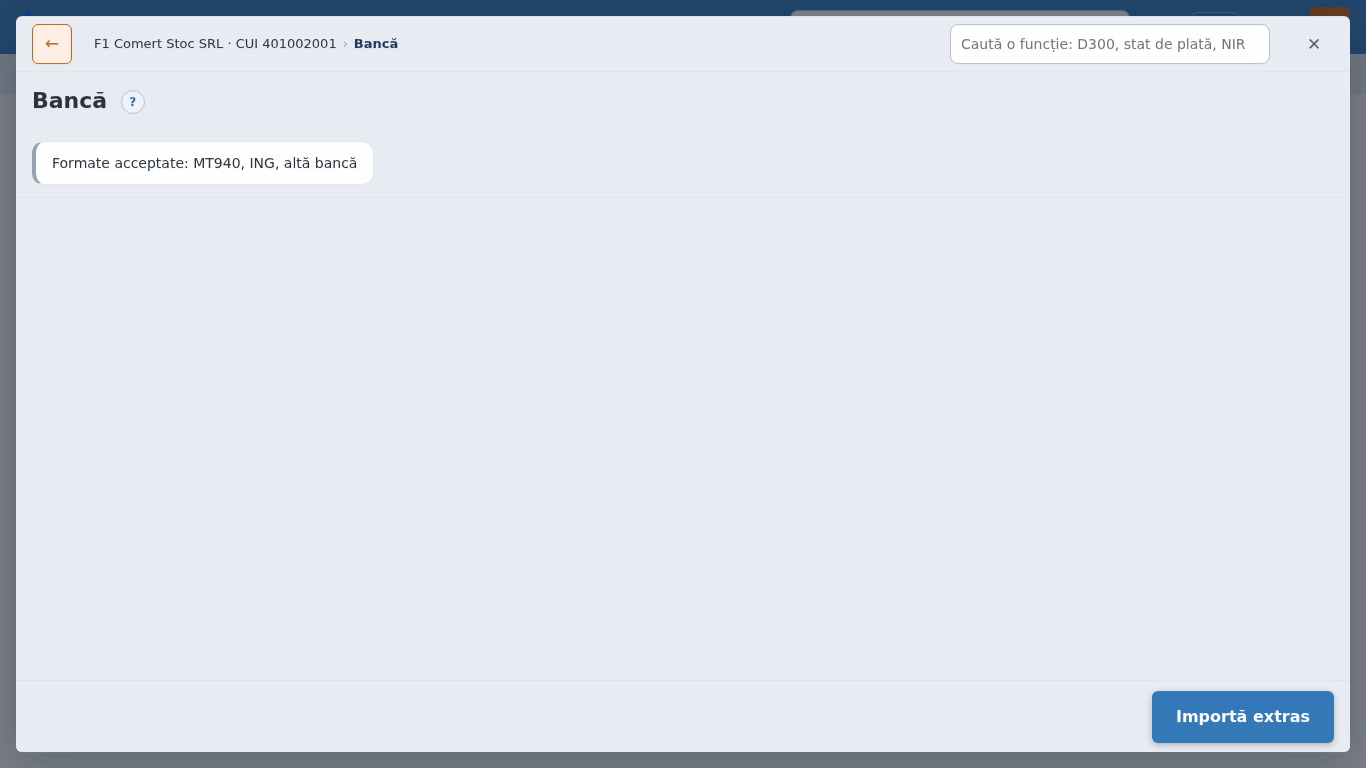 ← F1 Comert Stoc SRL · CUI 401002001 › Bancă Caută o funcție: D300, stat de plată, NIR ✕
Bancă ?
Formate acceptate: MT940, ING, altă bancă
Importă extras